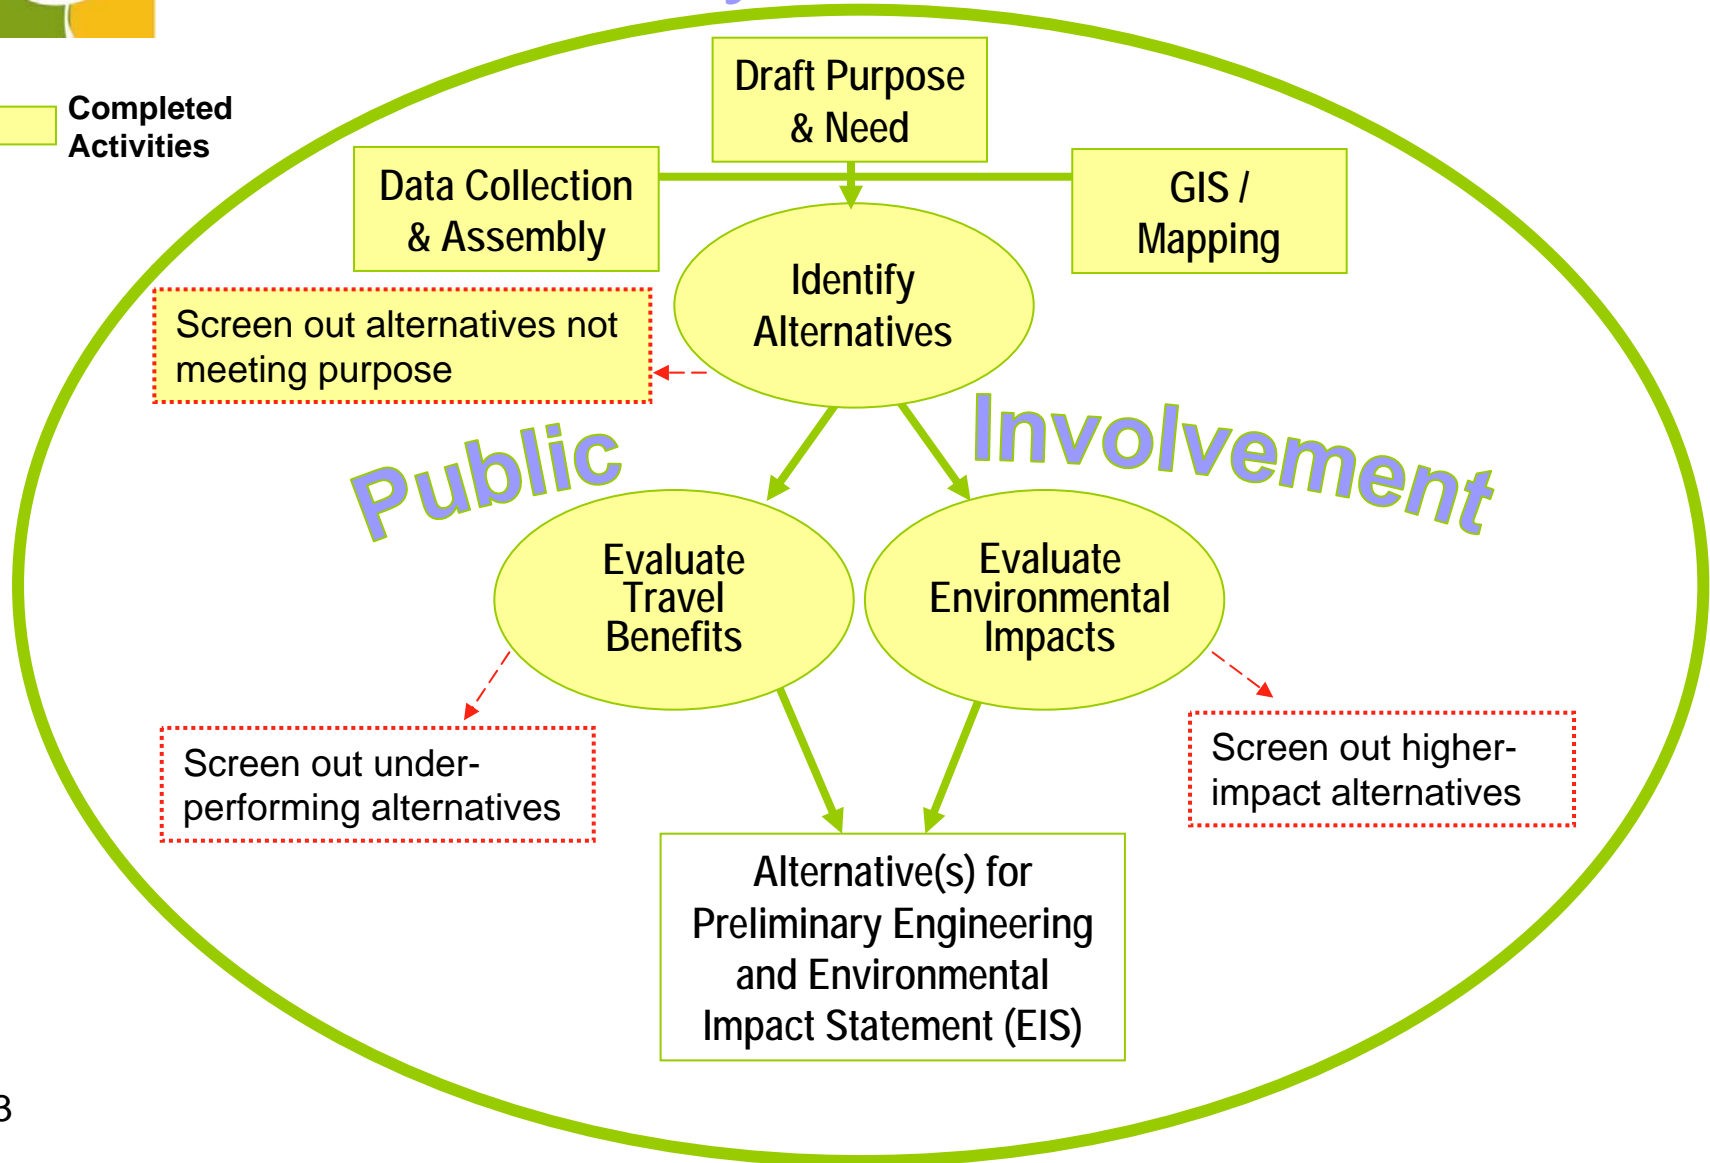 Completed
Activities
Draft Purpose
& Need
Data Collection
& Assembly
GIS /
Mapping
Identify
Alternatives
Screen out alternatives not
meeting purpose
Public
Involvement
Evaluate
Travel
Benefits
Evaluate
Environmental
Impacts
Screen out under-
performing alternatives
Screen out higher-
impact alternatives
Alternative(s) for
Preliminary Engineering
and Environmental
Impact Statement (EIS)
3